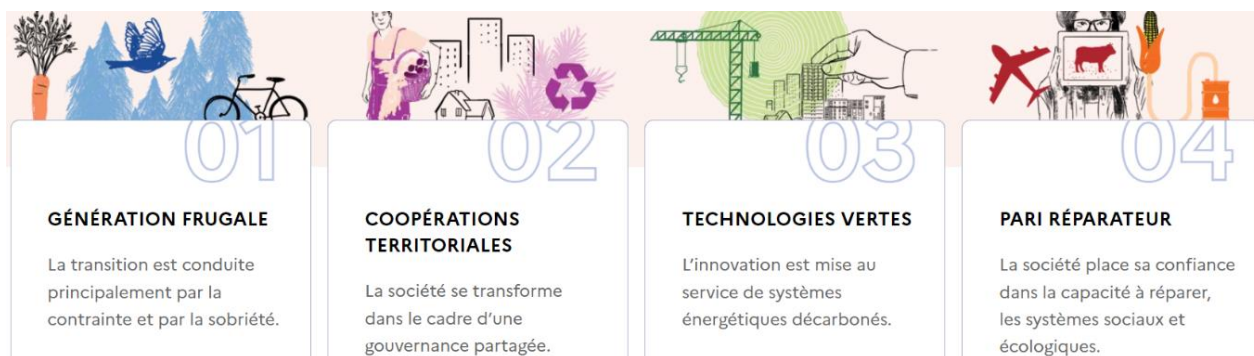 01
GÉNÉRATION FRUGALE
La transition est conduite
principalement par la
contrainte et par la sobriété.
02
COOPÉRATIONS
TERRITORIALES
La société se transforme
dans le cadre d’une
gouvernance partagée.
03
TECHNOLOGIES VERTES
L’innovation est mise au
service de systèmes
énergétiques décarbonés.
04
PARI RÉPARATEUR
La société place sa confiance
dans la capacité à réparer,
les systèmes sociaux et
écologiques.